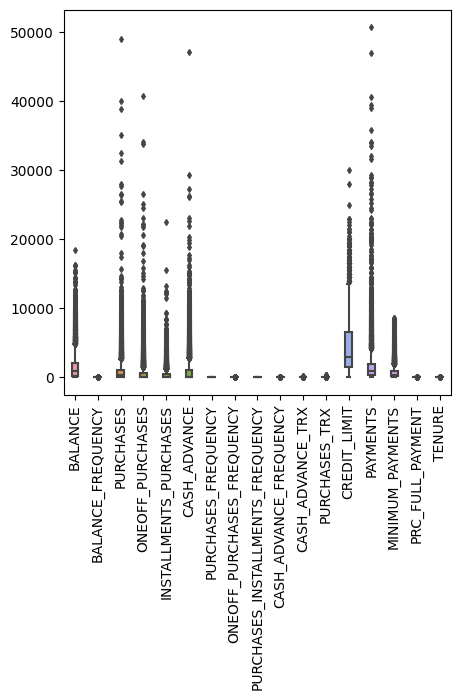 50000
40000
30000
20000
10000
0
BALANCE
BALANCE_FREQUENCY
PURCHASES
ONEOFF_PURCHASES
INSTALLMENTS_PURCHASES
CASH_ADVANCE
PURCHASES_FREQUENCY
ONEOFF_PURCHASES_FREQUENCY
PURCHASES_INSTALLMENTS_FREQUENCY
CASH_ADVANCE_FREQUENCY
CASH_ADVANCE_TRX
PURCHASES_TRX
CREDIT_LIMIT
PAYMENTS
MINIMUM_PAYMENTS
PRC_FULL_PAYMENT
TENURE